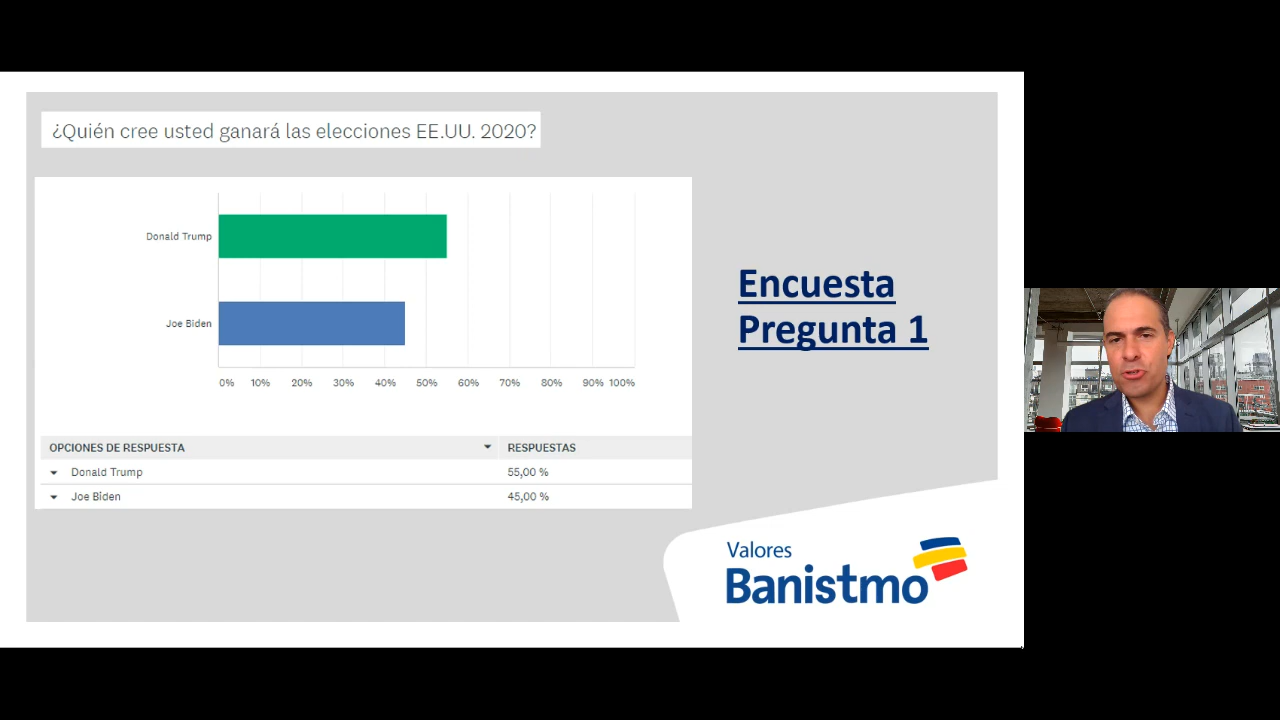 ¿Quién cree usted ganará las elecciones EE.UU. 2020?
Donald Trump
Joe Biden
0% 10% 20% 30% 40% 50% 60% 70% 80% 90% 100%
OPCIONES DE RESPUESTA RESPUESTAS
Donald Trump 55,00 %
Joe Biden 45,00 %
Encuesta
Pregunta 1
Valores
Banistmo